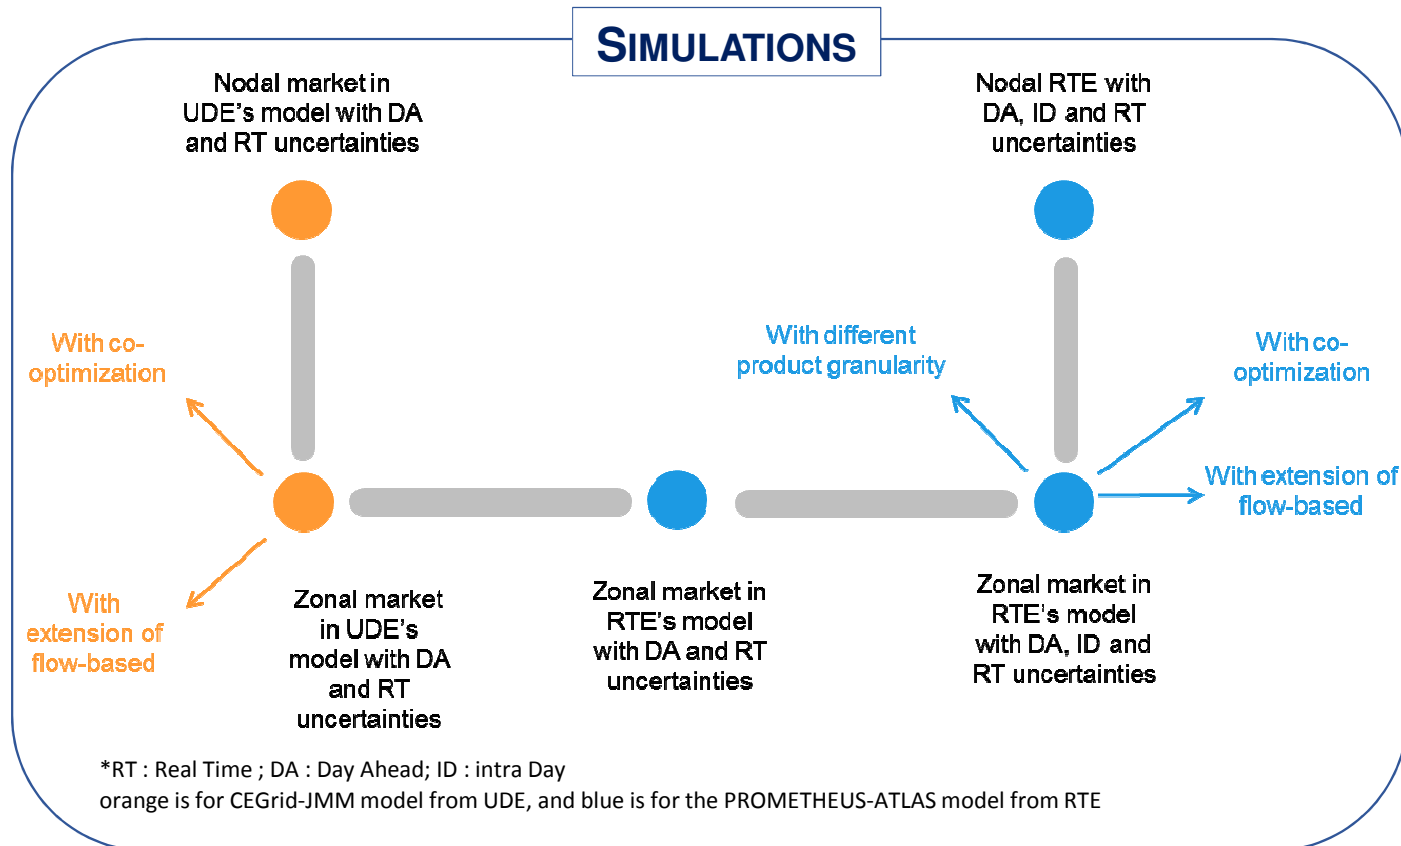 SIMULATIONS
Nodal market in
UDE's model with DA
and RT uncertainties
Nodal RTE with
DA, ID and RT
uncertainties
With co-
optimization
With different
product granularity
With co-
optimization
With extension of
flow-based
With
extension of
flow-based
Zonal market
in UDE's
model with DA
and RT
uncertainties
Zonal market in
RTE's model
with DA and RT
uncertainties
Zonal market in
RTE's model
with DA, ID and
RT uncertainties
*RT : Real Time ; DA : Day Ahead; ID : intra Day
orange is for CEGrid-JMM model from UDE, and blue is for the PROMETHEUS-ATLAS model from RTE